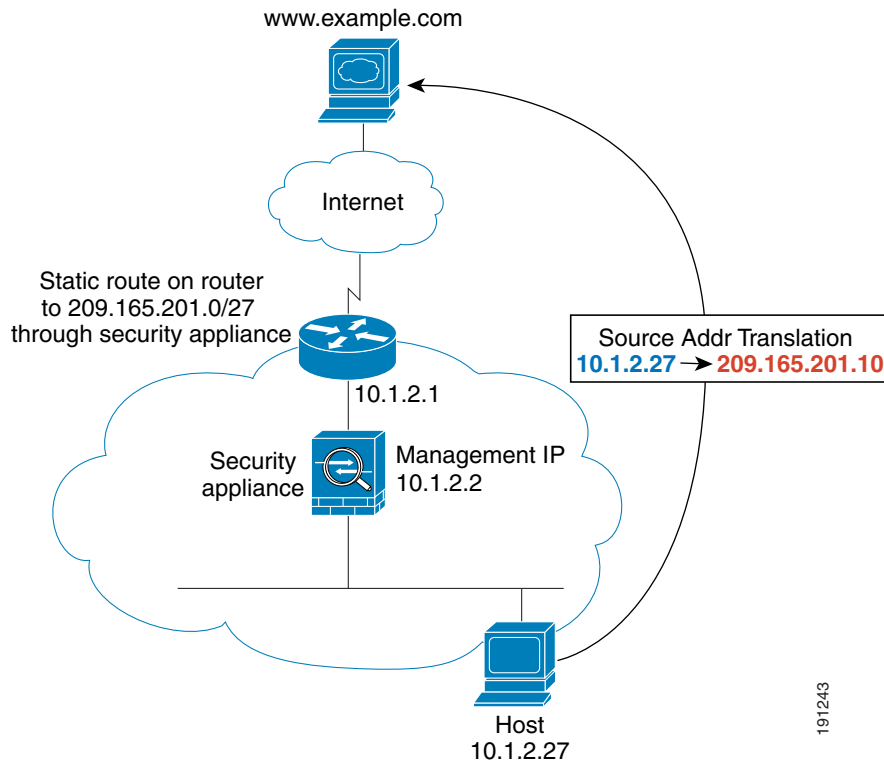 www.example.com
Internet
Static route on router
to 209.165.201.0/27
through security appliance
Source Addr Translation
10.1.2.27 → 209.165.201.10
10.1.2.1
Security
appliance
Management IP
10.1.2.2
Host
10.1.2.27
191243